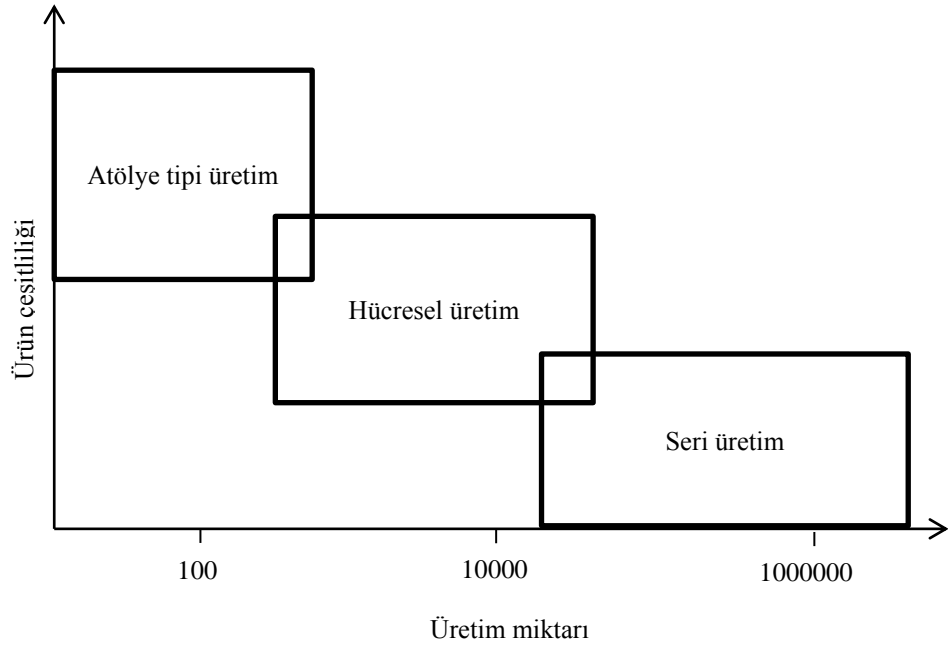 Atölye tipi üretim
Hücresel üretim
Seri üretim
Ürün çeşitliliği
100
10000
1000000
Üretim miktarı